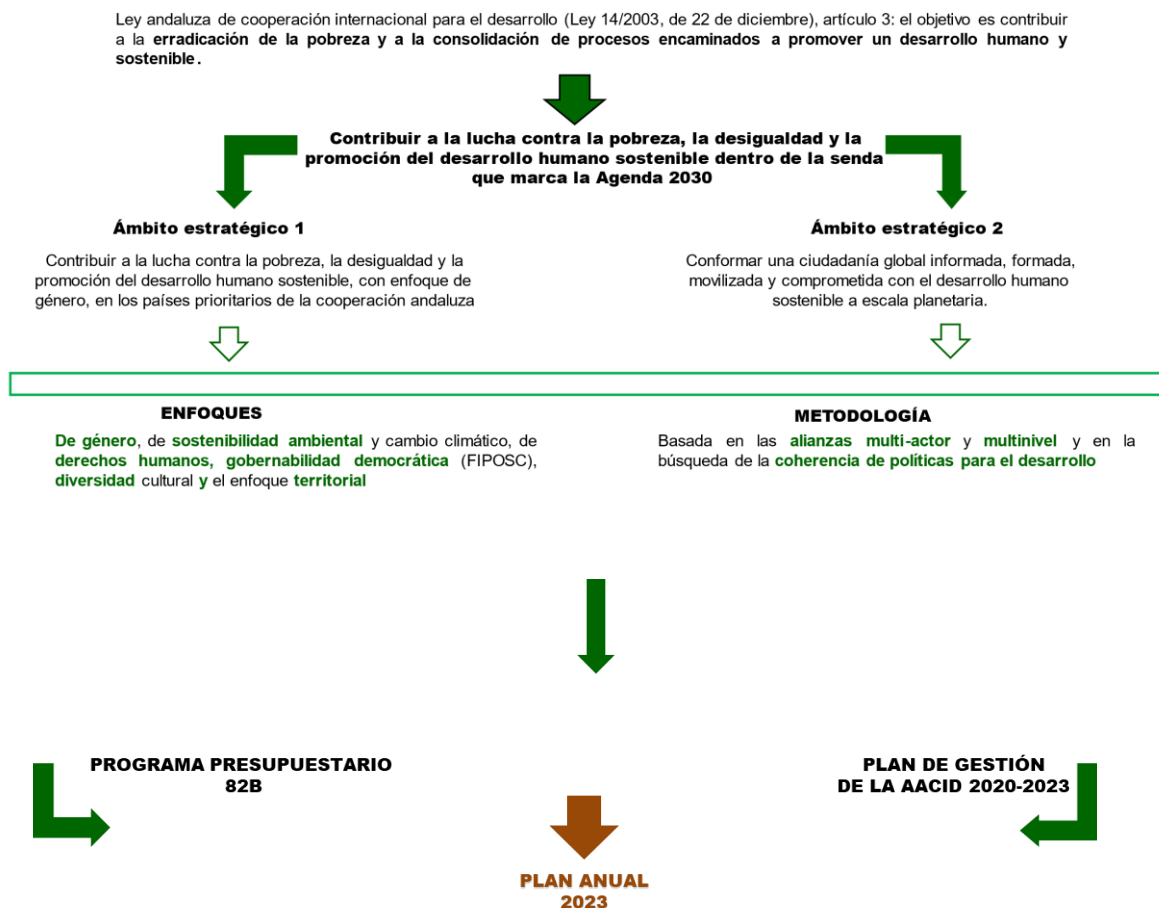 Ley andaluza de cooperación internacional para el desarrollo (Ley 14/2003, de 22 de diciembre), artículo 3: el objetivo es contribuir
a la erradicación de la pobreza y a la consolidación de procesos encaminados a promover un desarrollo humano y
sostenible.
Contribuir a la lucha contra la pobreza, la desigualdad y la
promoción del desarrollo humano sostenible dentro de la senda
que marca la Agenda 2030
Ámbito estratégico 1
Contribuir a la lucha contra la pobreza, la desigualdad y la
promoción del desarrollo humano sostenible, con enfoque de
género, en los países prioritarios de la cooperación andaluza
Ámbito estratégico 2
Conformar una ciudadanía global informada, formada,
movilizada y comprometida con el desarrollo humano
sostenible a escala planetaria.
ENFOQUES
De género, de sostenibilidad ambiental y cambio climático, de
derechos humanos, gobernabilidad democrática (FIPOSC),
diversidad cultural y el enfoque territorial
METODOLOGÍA
Basada en las alianzas multi-actor y multinivel y en la
búsqueda de la coherencia de políticas para el desarrollo
PROGRAMA PRESUPUESTARIO
82B
PLAN DE GESTIÓN
DE LA AACID 2020-2023
PLAN ANUAL
2023